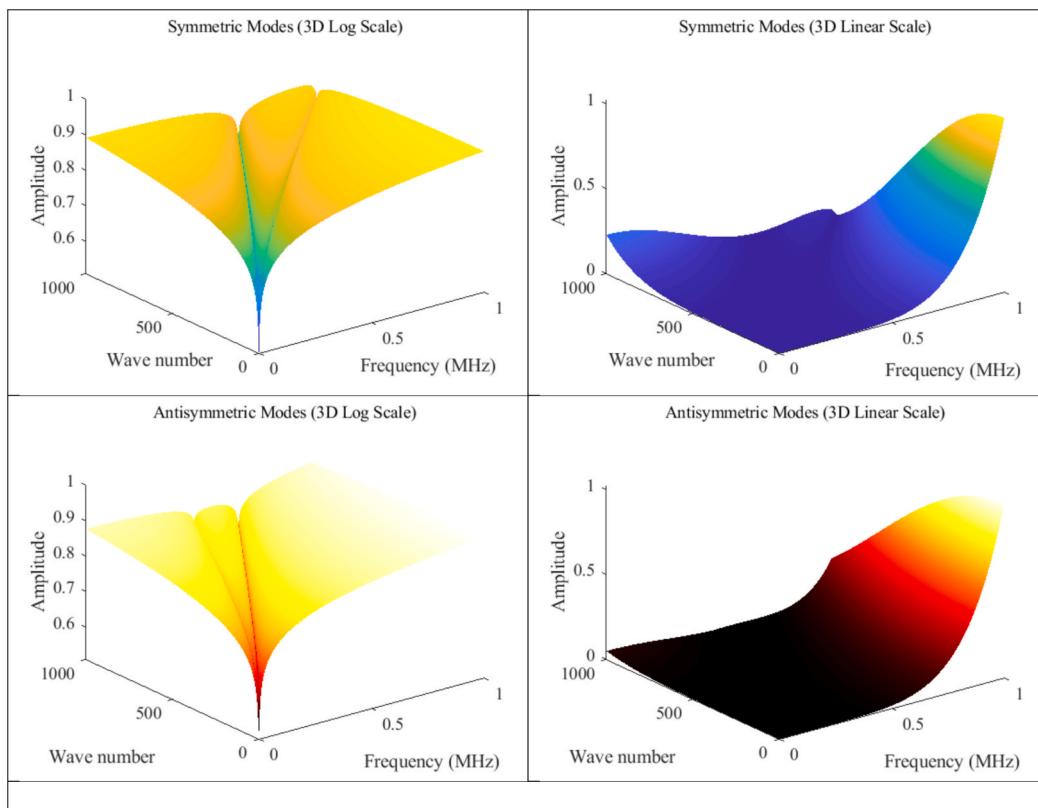 Symmetric Modes (3D Log Scale)
1
0.9
0.8
0.7
0.6
Amplitude
1000
500
0
Wave number
0
0.5
1
Frequency (MHz)
Symmetric Modes (3D Linear Scale)
1
0.5
0
Amplitude
1000
500
0
Wave number
0
0.5
1
Frequency (MHz)
Antisymmetric Modes (3D Log Scale)
1
0.9
0.8
0.7
0.6
Amplitude
1000
500
0
Wave number
0
0.5
1
Frequency (MHz)
Antisymmetric Modes (3D Linear Scale)
1
0.5
0
Amplitude
1000
500
0
Wave number
0
0.5
1
Frequency (MHz)